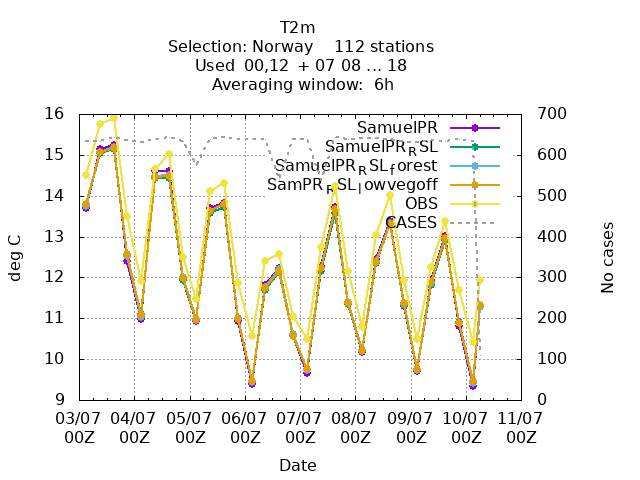 T2m
Selection: Norway 112 stations
Used 00,12 + 07 08 ... 18
Averaging window: 6h
16 700
SamuelPR
SamuelPR_RSL
SamuelPR_RSL_forest
SamPR_RSL_lowvegoff
OBS
CASES
15 600
14 500
13 400
12 300
11 200
10 100
9 0
deg C
No cases
03/07 04/07 05/07 06/07 07/07 08/07 09/07 10/07 11/07
00Z 00Z 00Z 00Z 00Z 00Z 00Z 00Z 00Z
Date